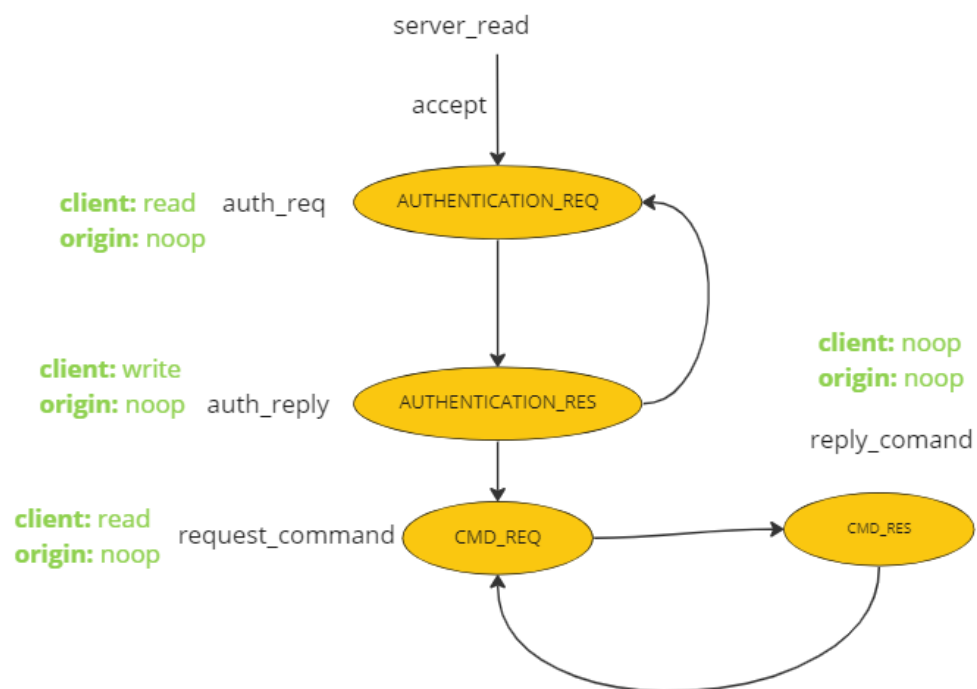 server_read
accept
client: read
origin: noop
auth_req
AUTHENTICATION_REQ
client: write
origin: noop
auth_reply
AUTHENTICATION_RES
client: noop
origin: noop
reply_comand
client: read
origin: noop
request_command
CMD_REQ
CMD_RES